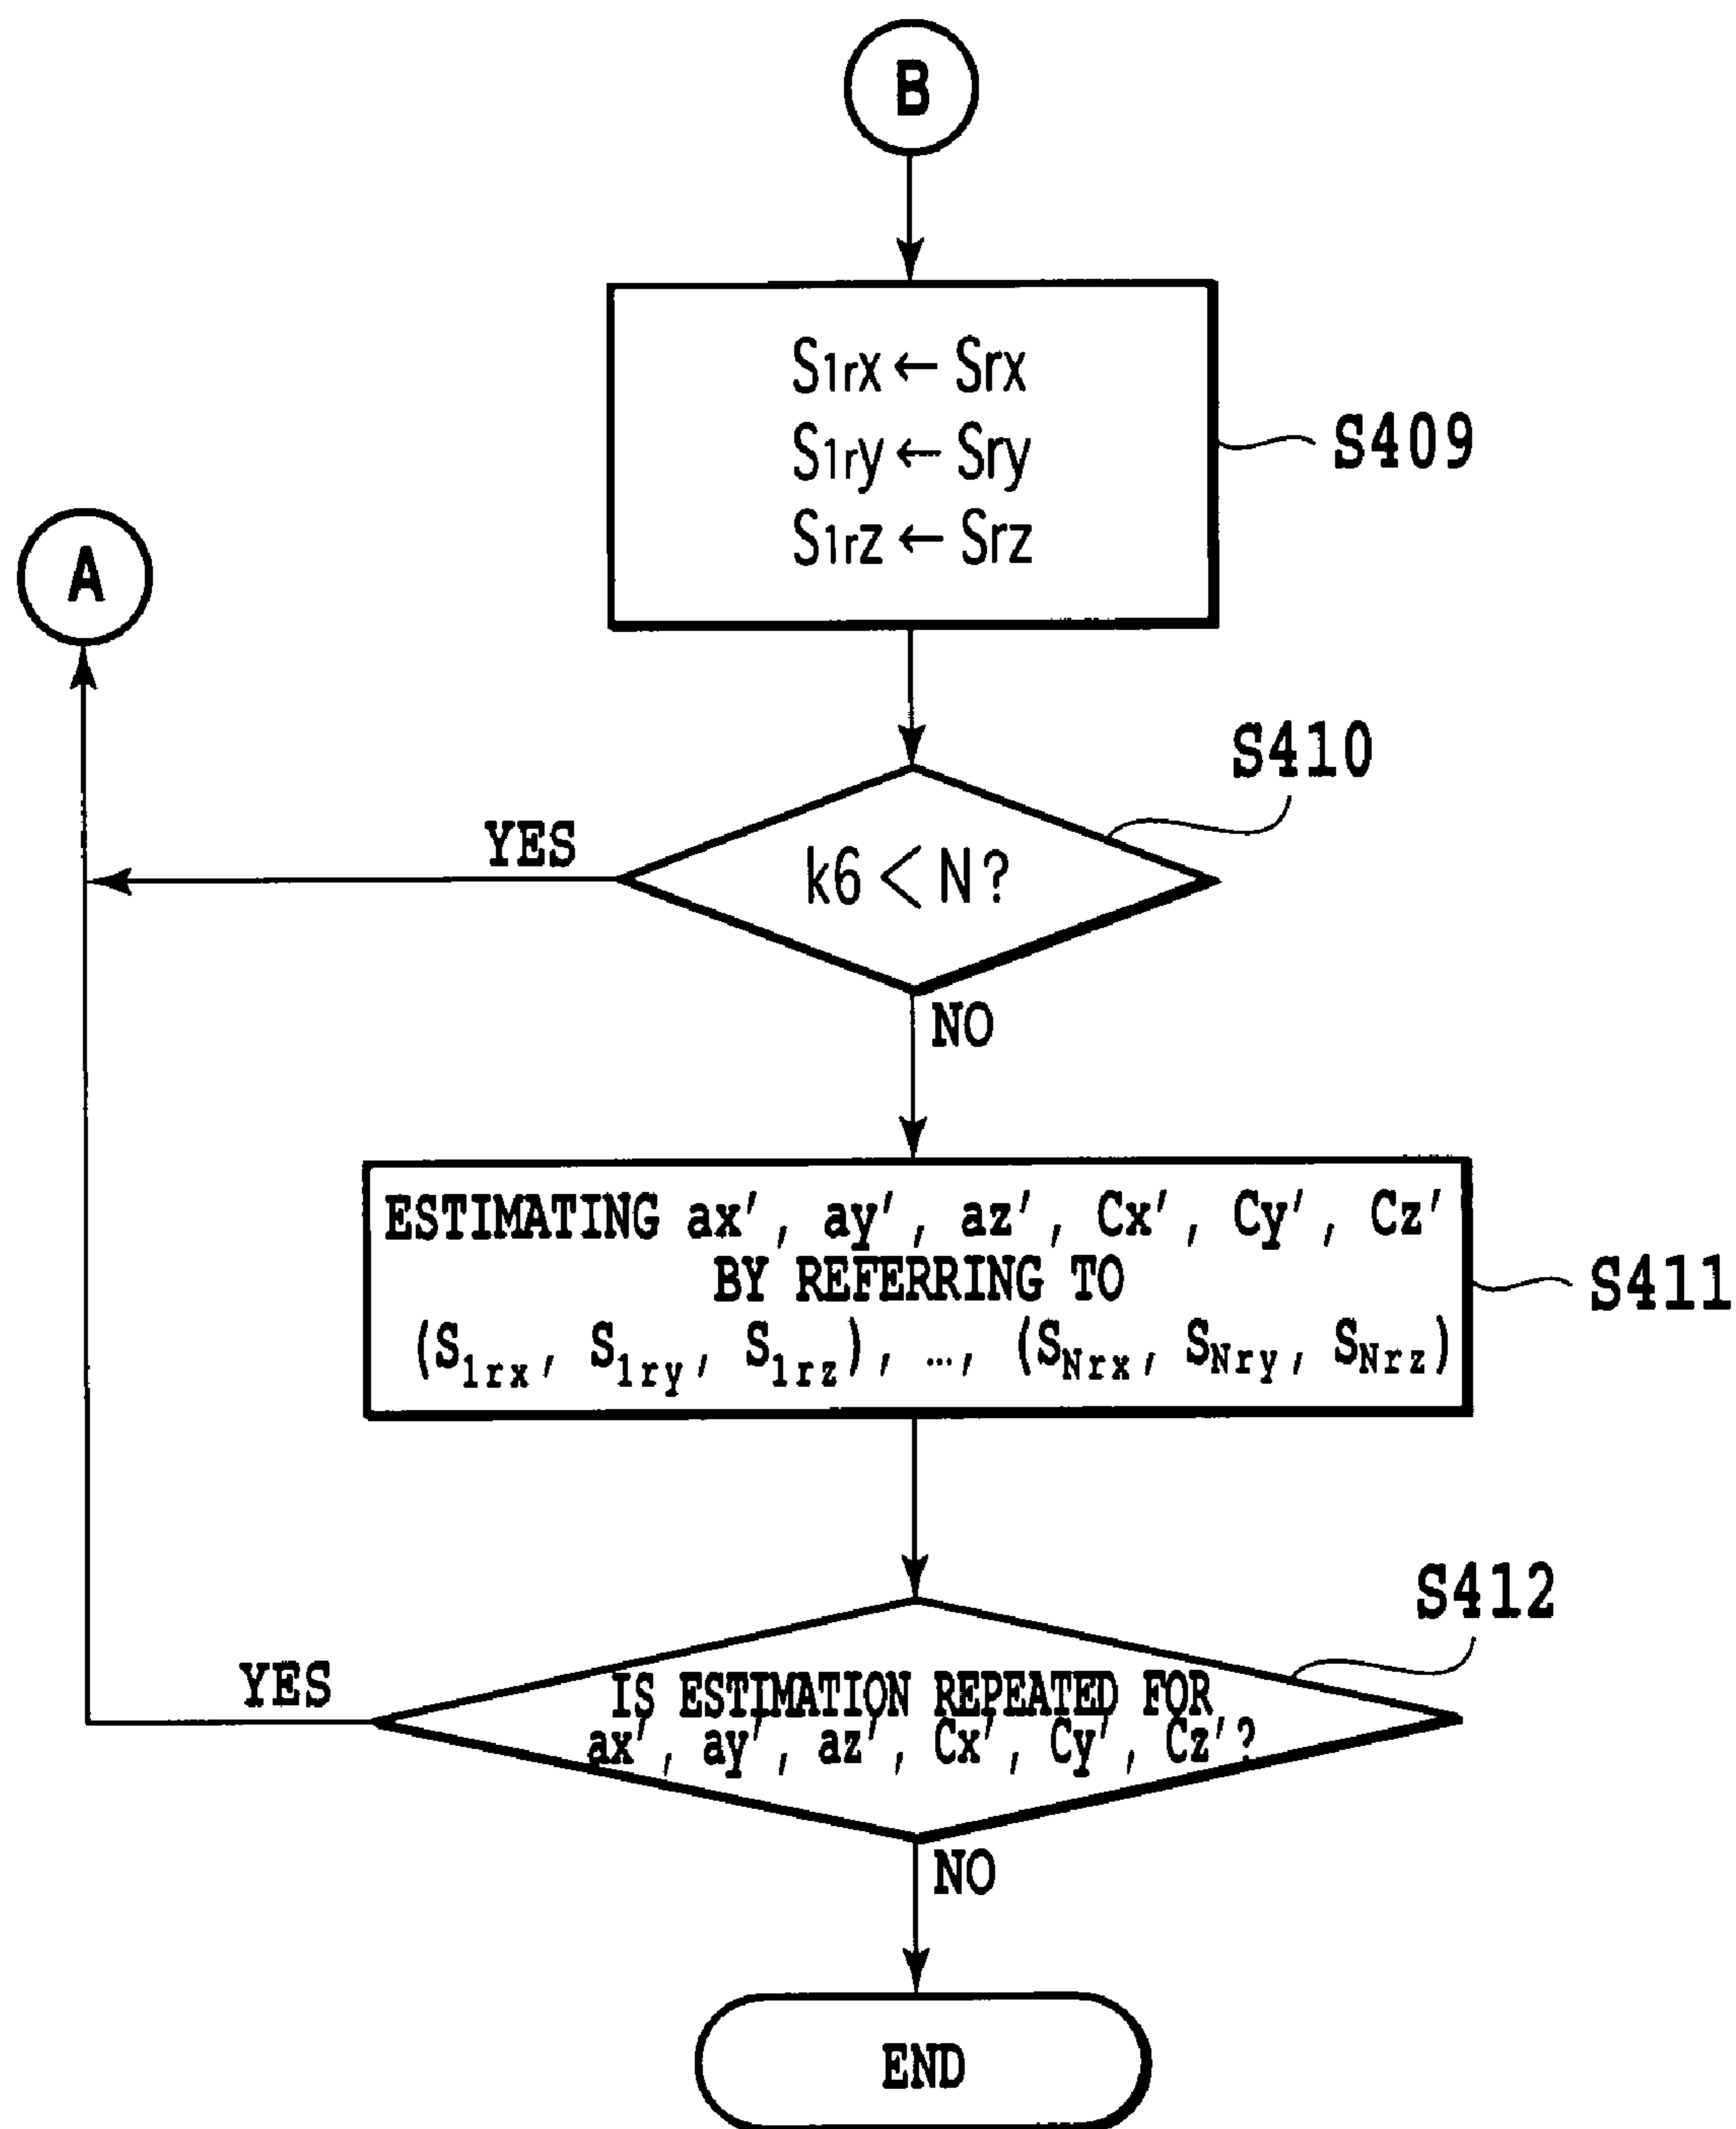 B
S1rx ← Srx
S1ry ← Sry
S1rz ← Srz
S409
A
S410
YES
k6 < N?
NO
ESTIMATING ax', ay', az', Cx', Cy', Cz'
BY REFERRING TO
(S1rx, S1ry, S1rz), …, (SNrx, SNry, SNrz)
S411
S412
YES
IS ESTIMATION REPEATED FOR
ax', ay', az', Cx', Cy', Cz'?
NO
END